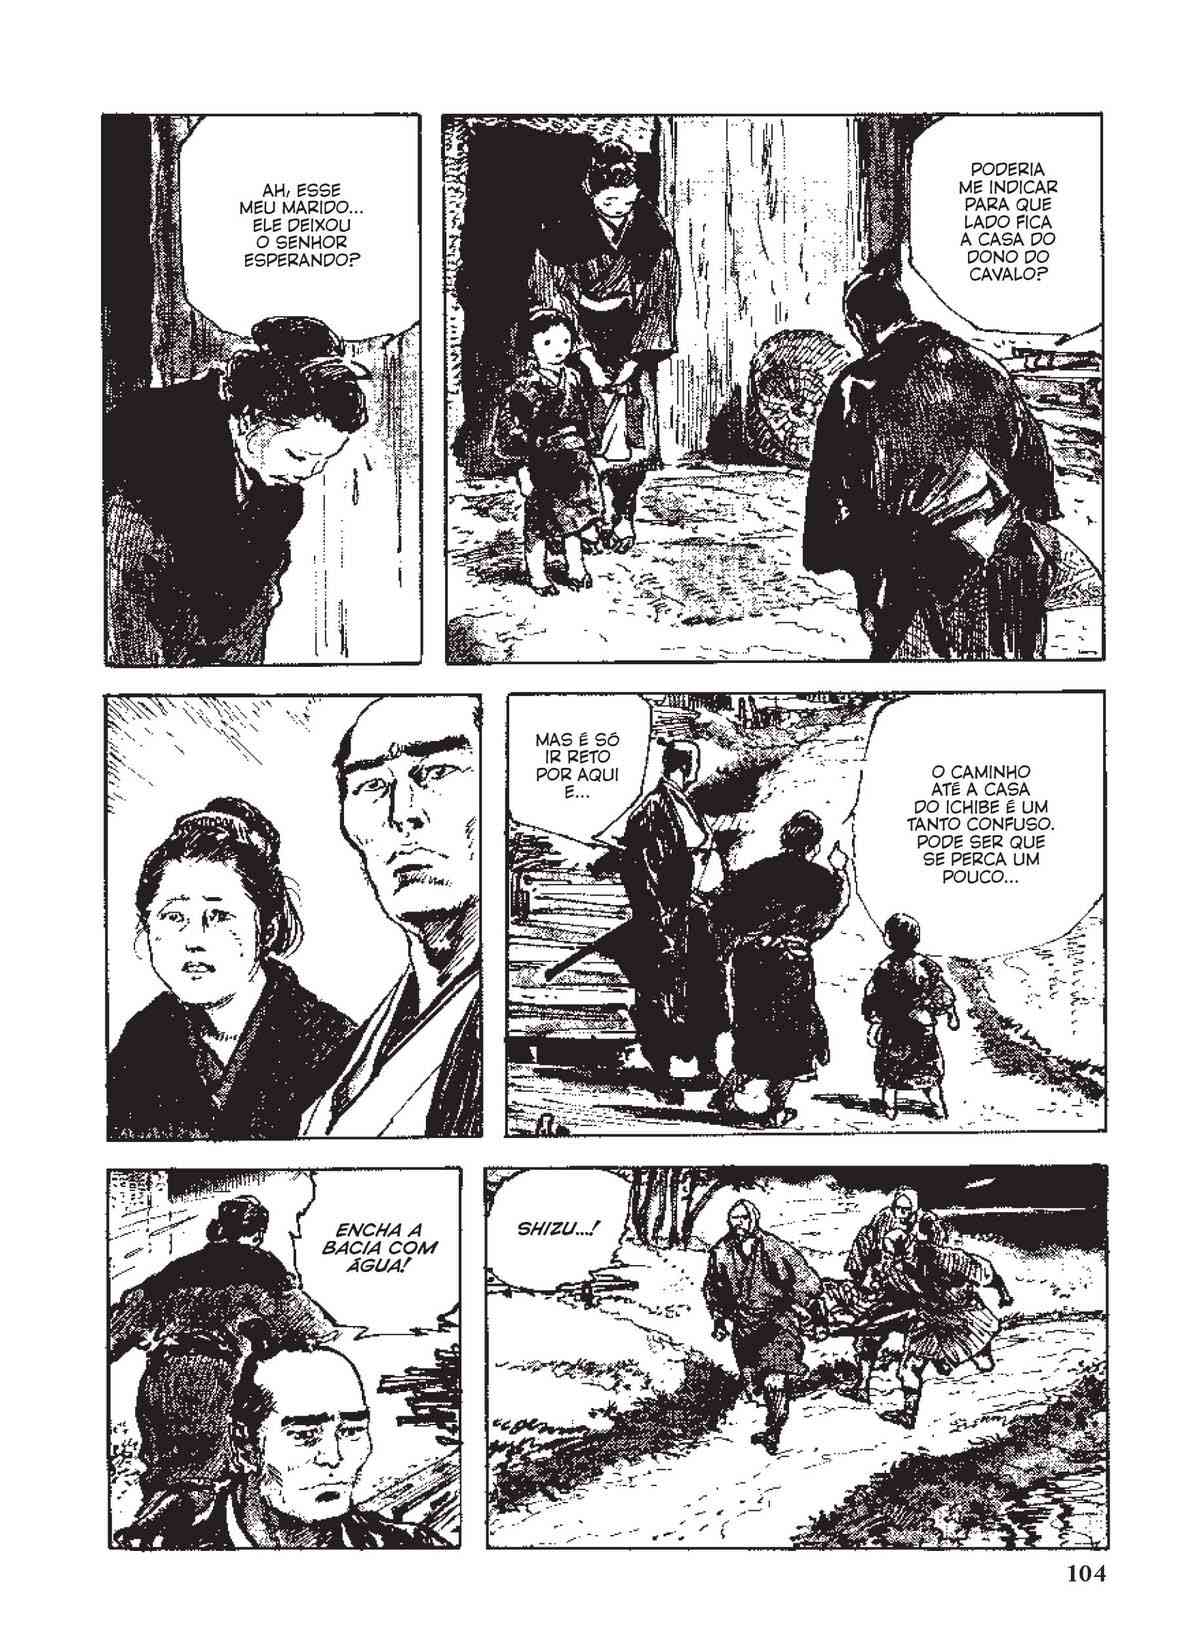 PODERIA
ME INDICAR
PARA QUE
LADO FICA
A CASA DO
DONO DO
CAVALO?
AH, ESSE
MEU MARIDO...
ELE DEIXOU
O SENHOR
ESPERANDO?
O CAMINHO
ATÉ A CASA
DO ICHIBE É UM
TANTO CONFUSO.
PODE SER QUE
SE PERCA UM
POUCO...
MAS É SÓ
IR RETO
POR AQUI
E...
SHIZU...!
ENCHA A
BACIA COM
ÁGUA!
104